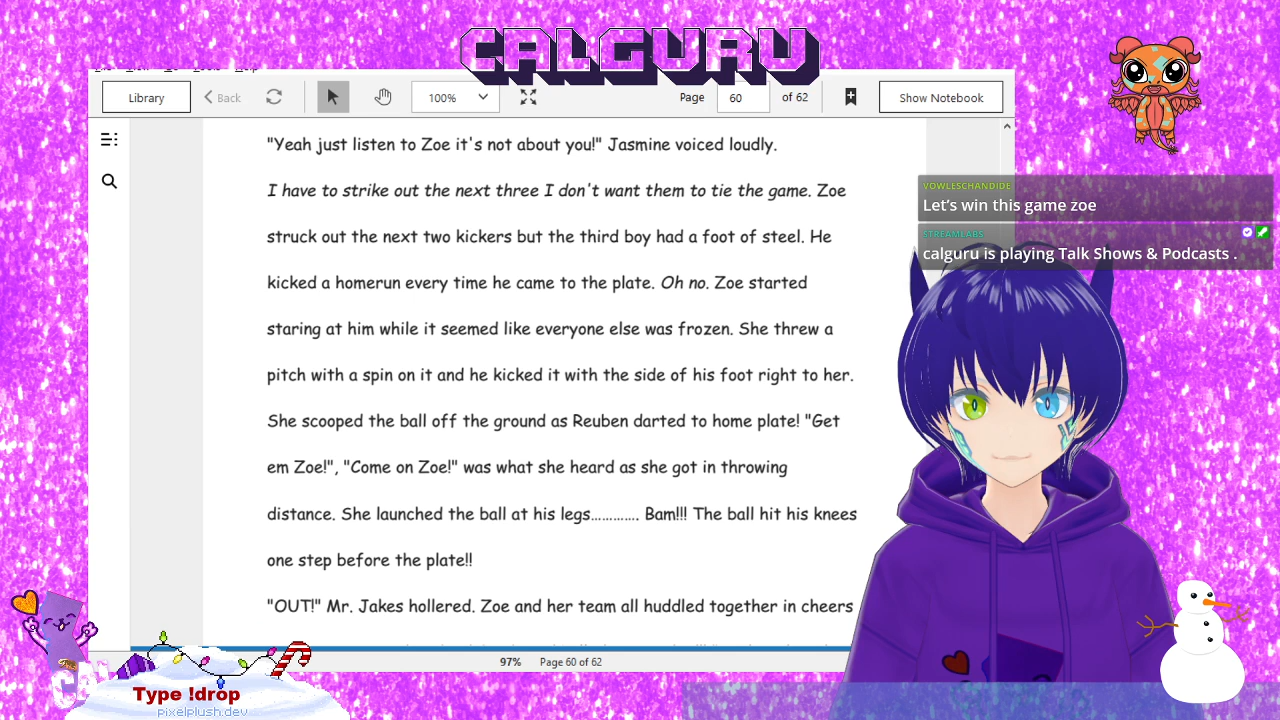 CALGURU
Library
Back
100%
Page 60 of 62
Show Notebook
"Yeah just listen to Zoe it's not about you!" Jasmine voiced loudly.
I have to strike out the next three I don't want them to tie the game. Zoe
struck out the next two kickers but the third boy had a foot of steel. He
kicked a homerun every time he came to the plate. Oh no. Zoe started
staring at him while it seemed like everyone else was frozen. She threw a
pitch with a spin on it and he kicked it with the side of his foot right to her.
She scooped the ball off the ground as Reuben darted to home plate! "Get
em Zoe!", "Come on Zoe!" was what she heard as she got in throwing
distance. She launched the ball at his legs............. Bam!!! The ball hit his knees
one step before the plate!!
"OUT!" Mr. Jakes hollered. Zoe and her team all huddled together in cheers
97%
Page 60 of 62
VOWLESCHANDIDE
Let's win this game zoe
STREAMLABS
calguru is playing Talk Shows & Podcasts .
Type !drop
pixelplush.dev